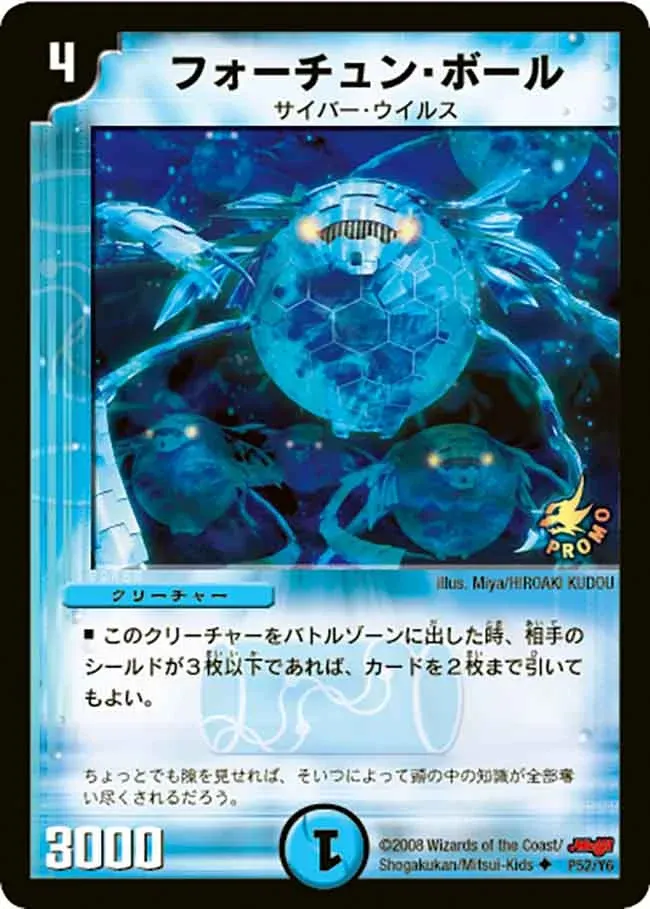 4
フォーチュン・ボール
サイバー・ウイルス
PROMO
illus. Miya/HIROAKI KUDOU
クリーチャー
■ このクリーチャーをバトルゾーンに出した時、相手の
シールドが3枚以下であれば、カードを2枚まで引いて
もよい。
ちょっとでも隙を見せれば、そいつによって頭の中の知識が全部奪
い尽くされるだろう。
3000
1
©2008 Wizards of the Coast/
Shogakukan/Mitsui-Kids ◆
P52/Y6